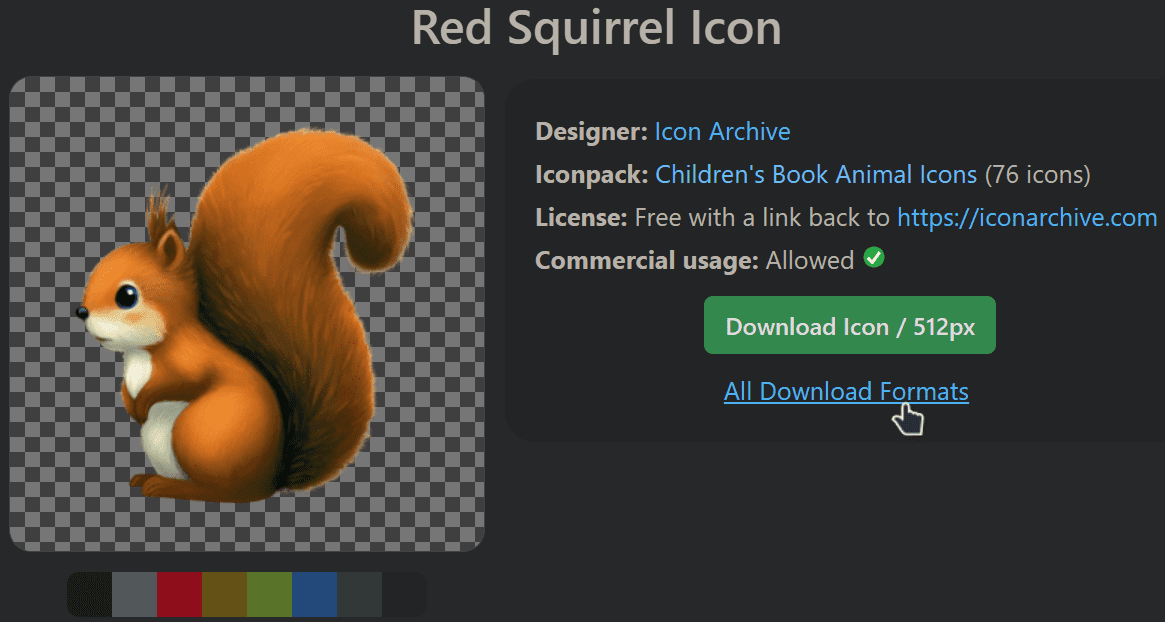 Red Squirrel Icon
Designer: Icon Archive
Iconpack: Children's Book Animal Icons (76 icons)
License: Free with a link back to https://iconarchive.com
Commercial usage: Allowed
Download Icon / 512px
All Download Formats